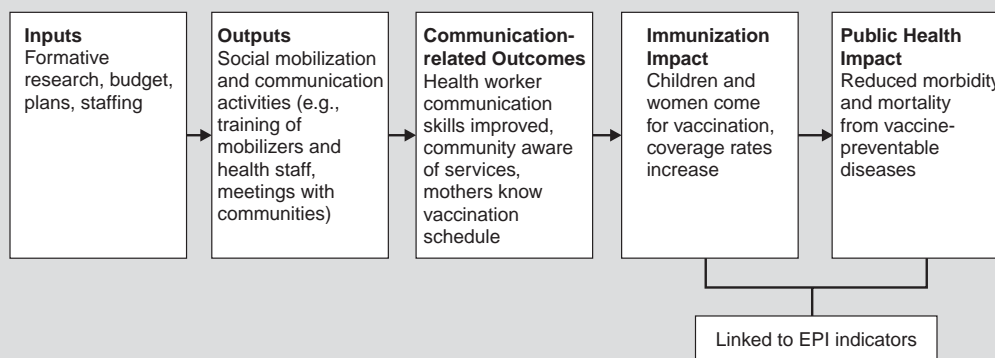 Inputs
Formative
research, budget,
plans, staffing
Outputs
Social mobilization
and communication
activities (e.g.,
training of
mobilizers and
health staff,
meetings with
communities)
Communication-
related Outcomes
Health worker
communication
skills improved,
community aware
of services,
mothers know
vaccination
schedule
Immunization
Impact
Children and
women come
for vaccination,
coverage rates
increase
Public Health
Impact
Reduced morbidity
and mortality
from vaccine-
preventable
diseases
Linked to EPI indicators